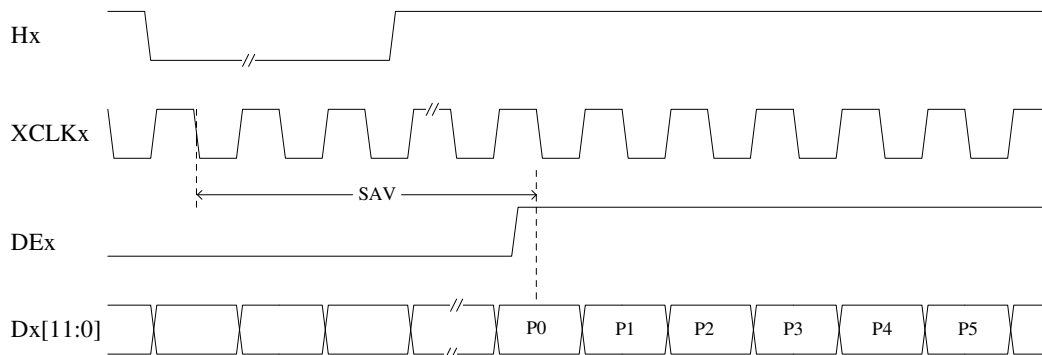 Hx
XCLKx
SAV
DEx
Dx[11:0]
P0 P1 P2 P3 P4 P5